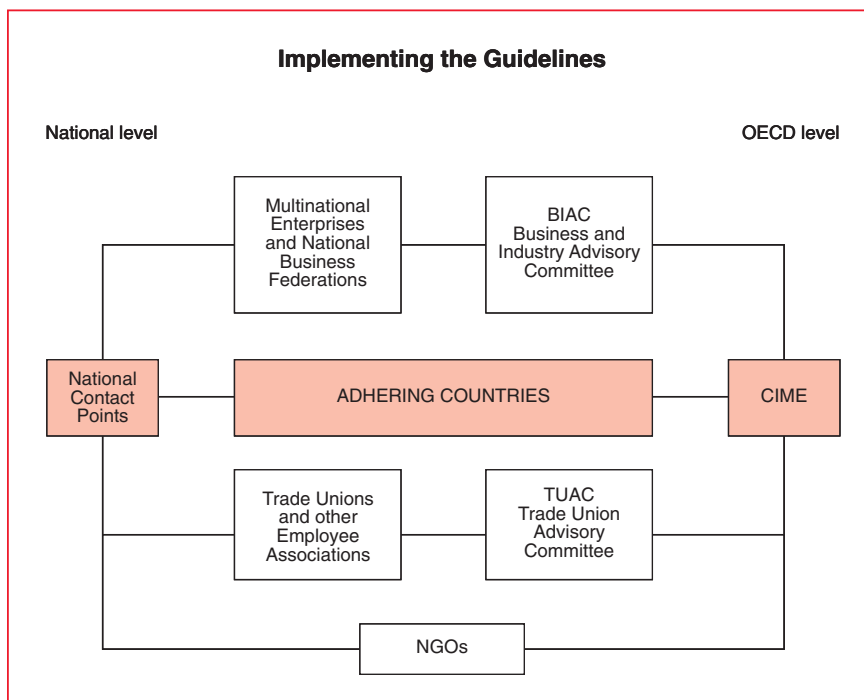 Implementing the Guidelines
National level
OECD level
Multinational
Enterprises
and National
Business
Federations
BIAC
Business and
Industry Advisory
Committee
National
Contact
Points
ADHERING COUNTRIES
CIME
Trade Unions
and other
Employee
Associations
TUAC
Trade Union
Advisory
Committee
NGOs